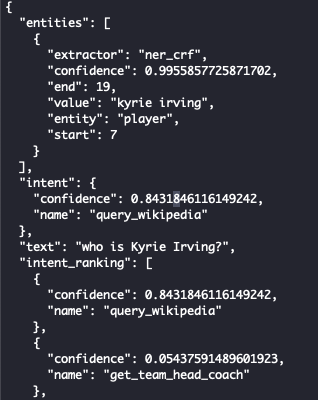 {
"entities": [
{
"extractor": "ner_crf",
"confidence": 0.9955857725871702,
"end": 19,
"value": "kyrie irving",
"entity": "player",
"start": 7
}
],
"intent": {
"confidence": 0.8431846116149242,
"name": "query_wikipedia"
},
"text": "who is Kyrie Irving?",
"intent_ranking": [
{
"confidence": 0.8431846116149242,
"name": "query_wikipedia"
},
{
"confidence": 0.05437591489601923,
"name": "get_team_head_coach"
},